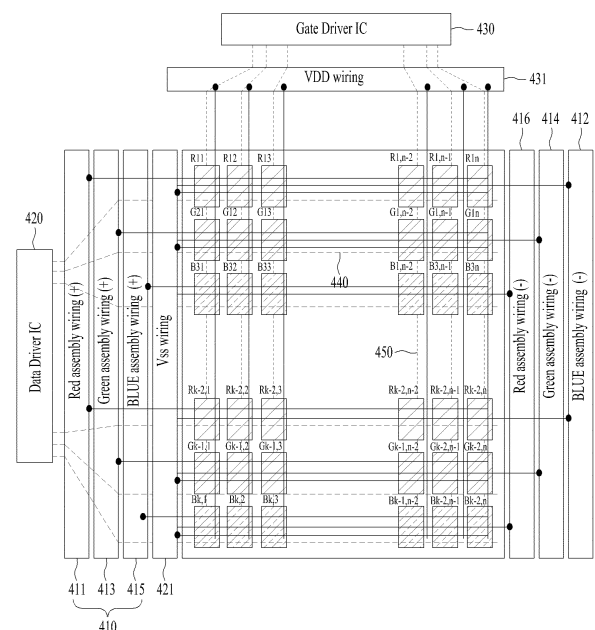 Gate Driver IC
430
VDD wiring
431
416
414
412
R11
R12
R13
R1,n-2
R1,n-1
R1n
420
G21
G12
G13
G1,n-2
G1,n-1
G1n
B31
B32
B33
440
B1,n-2
B3,n-1
B3n
Data Driver IC
Red assembly wiring (+)
Green assembly wiring (+)
BLUE assembly wiring (+)
Vss wiring
Red assembly wiring (-)
Green assembly wiring (-)
BLUE assembly wiring (-)
450
Rk-2,1
Rk-2,2
Rk-2,3
Rk-2,n-2
Rk-2,n-1
Rk-2,n
Gk-1,1
Gk-1,2
Gk-1,3
Gk-1,n-2
Gk-2,n-1
Gk-2,n
Bk,1
Bk,2
Bk,3
Bk-1,n-2
Bk-2,n-1
Bk-2,n
411
413
415
421
410